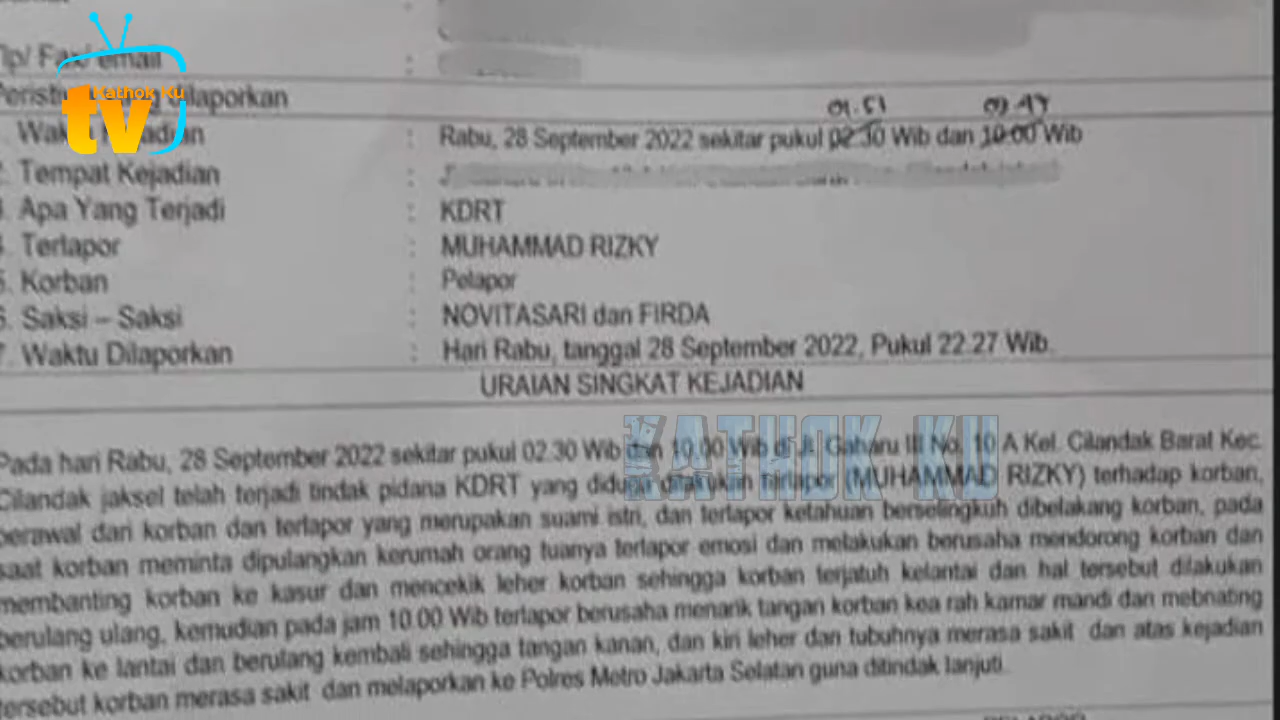 Tlp/ Fax/ email :
Kathok Ku
tv
Peristiwa yang dilaporkan
01.51
Waktu Kejadian : Rabu, 28 September 2022 sekitar pukul 02.30 Wib dan 10.00 Wib
2. Tempat Kejadian :
3. Apa Yang Terjadi : KDRT
4. Terlapor : MUHAMMAD RIZKY
5. Korban : Pelapor
6. Saksi – Saksi : NOVITASARI dan FIRDA
7. Waktu Dilaporkan : Hari Rabu, tanggal 28 September 2022, Pukul 22.27 Wib.
URAIAN SINGKAT KEJADIAN
KATHOK KU
Pada hari Rabu, 28 September 2022 sekitar pukul 02.30 Wib dan 10.00 Wib di Jl. Gaharu III No. 10 A Kel. Cilandak Barat Kec.
Cilandak jaksel telah terjadi tindak pidana KDRT yang diduga dilakukan terlapor (MUHAMMAD RIZKY) terhadap korban,
berawal dari korban dan terlapor yang merupakan suami istri, dan terlapor ketahuan berselingkuh dibelakang korban, pada
saat korban meminta dipulangkan kerumah orang tuanya terlapor emosi dan melakukan berusaha mendorong korban dan
membanting korban ke kasur dan mencekik leher korban sehingga korban terjatuh kelantai dan hal tersebut dilakukan
berulang ulang, kemudian pada jam 10.00 Wib terlapor berusaha menarik tangan korban kea rah kamar mandi dan mebnating
korban ke lantai dan berulang kembali sehingga tangan kanan, dan kiri leher dan tubuhnya merasa sakit dan atas kejadian
tersebut korban merasa sakit dan melaporkan ke Polres Metro Jakarta Selatan guna ditindak lanjuti.